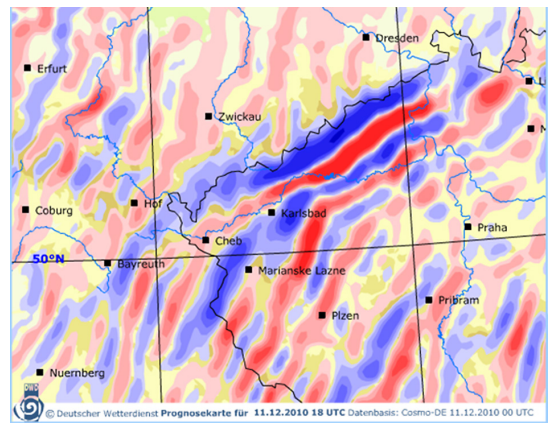 Dresden
Erfurt
L
Zwickau
M
Hof
Coburg
Karlsbad
Praha
Cheb
50°N
Bayreuth
Marianske Lazne
Pribram
Plzen
Nuernberg
DWD
© Deutscher Wetterdienst Prognosekarte für 11.12.2010 18 UTC Datenbasis: Cosmo-DE 11.12.2010 00 UTC